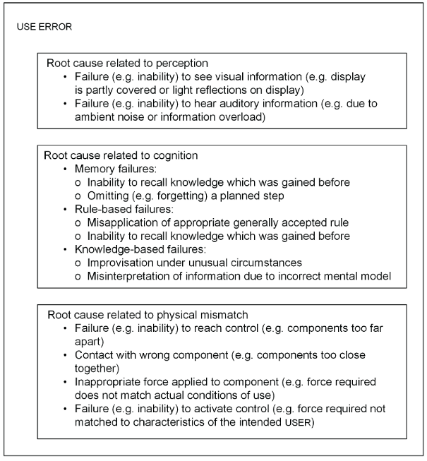 USE ERROR
Root cause related to perception
• Failure (e.g. inability) to see visual information (e.g. display
is partly covered or light reflections on display)
• Failure (e.g. inability) to hear auditory information (e.g. due to
ambient noise or information overload)
Root cause related to cognition
• Memory failures:
o Inability to recall knowledge which was gained before
o Omitting (e.g. forgetting) a planned step
• Rule-based failures:
o Misapplication of appropriate generally accepted rule
o Inability to recall knowledge which was gained before
• Knowledge-based failures:
o Improvisation under unusual circumstances
o Misinterpretation of information due to incorrect mental model
Root cause related to physical mismatch
• Failure (e.g. inability) to reach control (e.g. components too far
apart)
• Contact with wrong component (e.g. components too close
together)
• Inappropriate force applied to component (e.g. force required
does not match actual conditions of use)
• Failure (e.g. inability) to activate control (e.g. force required not
matched to characteristics of the intended USER)